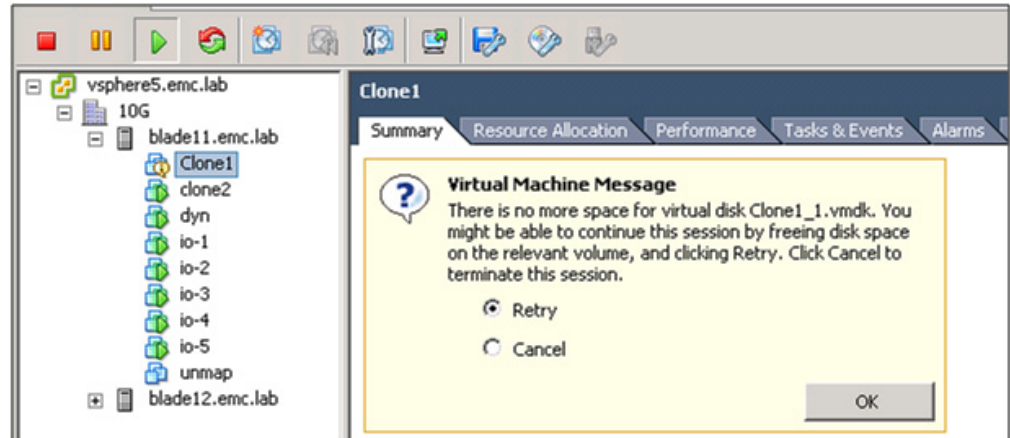 vsphere5.emc.lab
10G
blade11.emc.lab
Clone1
clone2
dyn
io-1
io-2
io-3
io-4
io-5
unmap
blade12.emc.lab
Clone1
Summary
Resource Allocation
Performance
Tasks & Events
Alarms
Virtual Machine Message
There is no more space for virtual disk Clone1_1.vmdk. You
might be able to continue this session by freeing disk space
on the relevant volume, and clicking Retry. Click Cancel to
terminate this session.
Retry
Cancel
OK